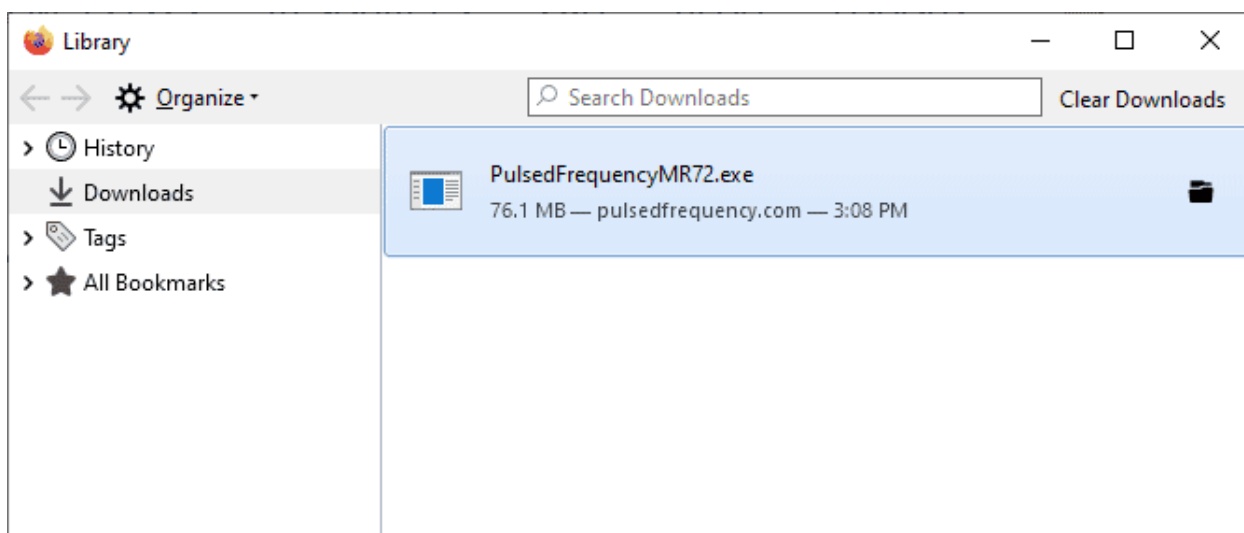 Library
Organize
Search Downloads
Clear Downloads
History
Downloads
Tags
All Bookmarks
PulsedFrequencyMR72.exe
76.1 MB — pulsedfrequency.com — 3:08 PM